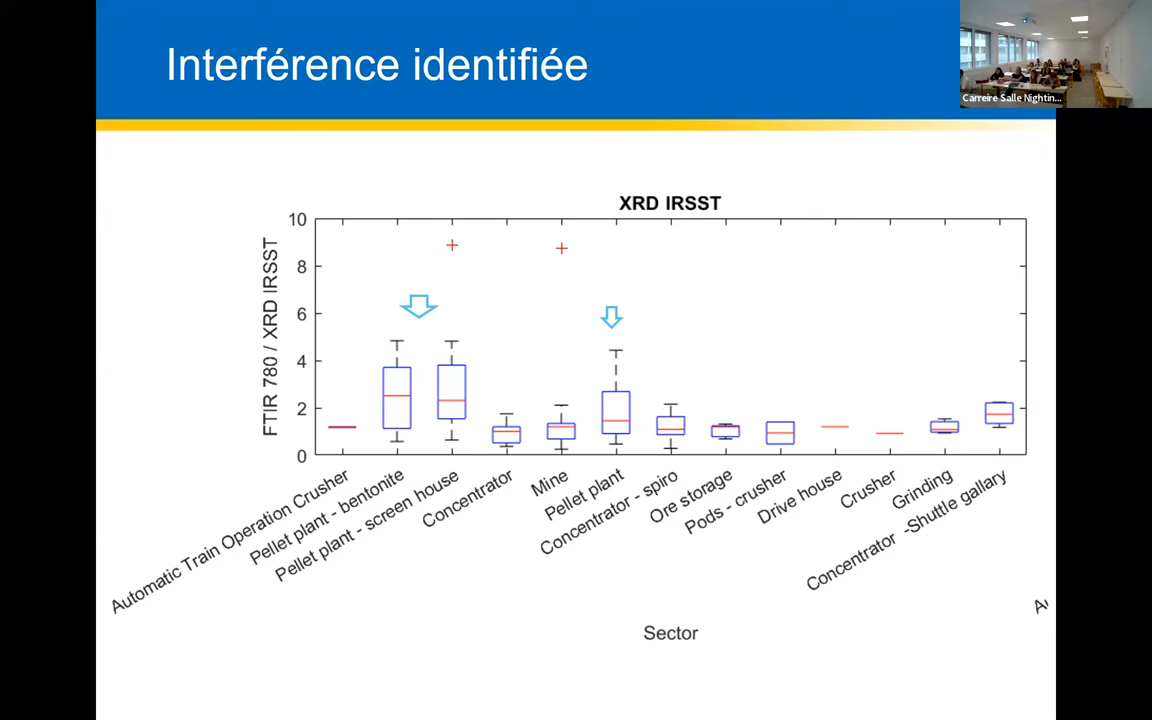 Interférence identifiée
Carreire Salle Nightin...
XRD IRSST
FTIR 780 / XRD IRSST
10
8
6
4
2
0
Automatic Train Operation Crusher
Pellet plant - bentonite
Pellet plant - screen house
Concentrator
Mine
Pellet plant
Concentrator - spiro
Ore storage
Pods - crusher
Drive house
Crusher
Grinding
Concentrator -Shuttle gallary
Sector